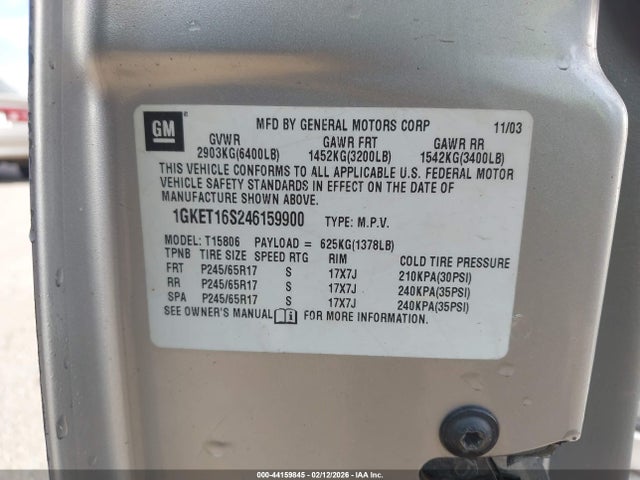 GM
MFD BY GENERAL MOTORS CORP 11/03
GVWR GAWR FRT GAWR RR
2903KG(6400LB) 1452KG(3200LB) 1542KG(3400LB)
THIS VEHICLE CONFORMS TO ALL APPLICABLE U.S. FEDERAL MOTOR
VEHICLE SAFETY STANDARDS IN EFFECT ON THE DATE OF
MANUFACTURE SHOWN ABOVE.
1GKET16S246159900 TYPE: M.P.V.
MODEL: T15806 PAYLOAD = 625KG(1378LB)
TPNB TIRE SIZE SPEED RTG RIM COLD TIRE PRESSURE
FRT P245/65R17 S 17X7J 210KPA(30PSI)
RR P245/65R17 S 17X7J 240KPA(35PSI)
SPA P245/65R17 S 17X7J 240KPA(35PSI)
SEE OWNER'S MANUAL FOR MORE INFORMATION.
000-44159845 - 02/12/2026 - IAAI.COM